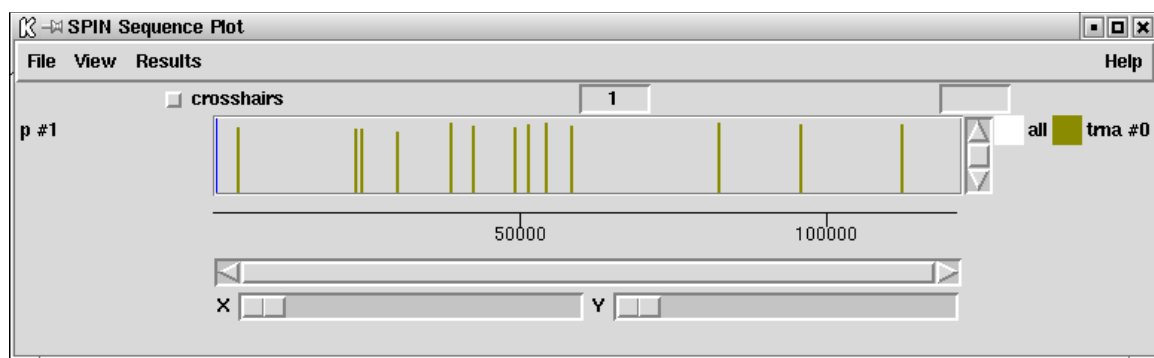 SPIN Sequence Plot
File View Results Help
crosshairs 1
p #1 all trna #0
50000 100000
X Y